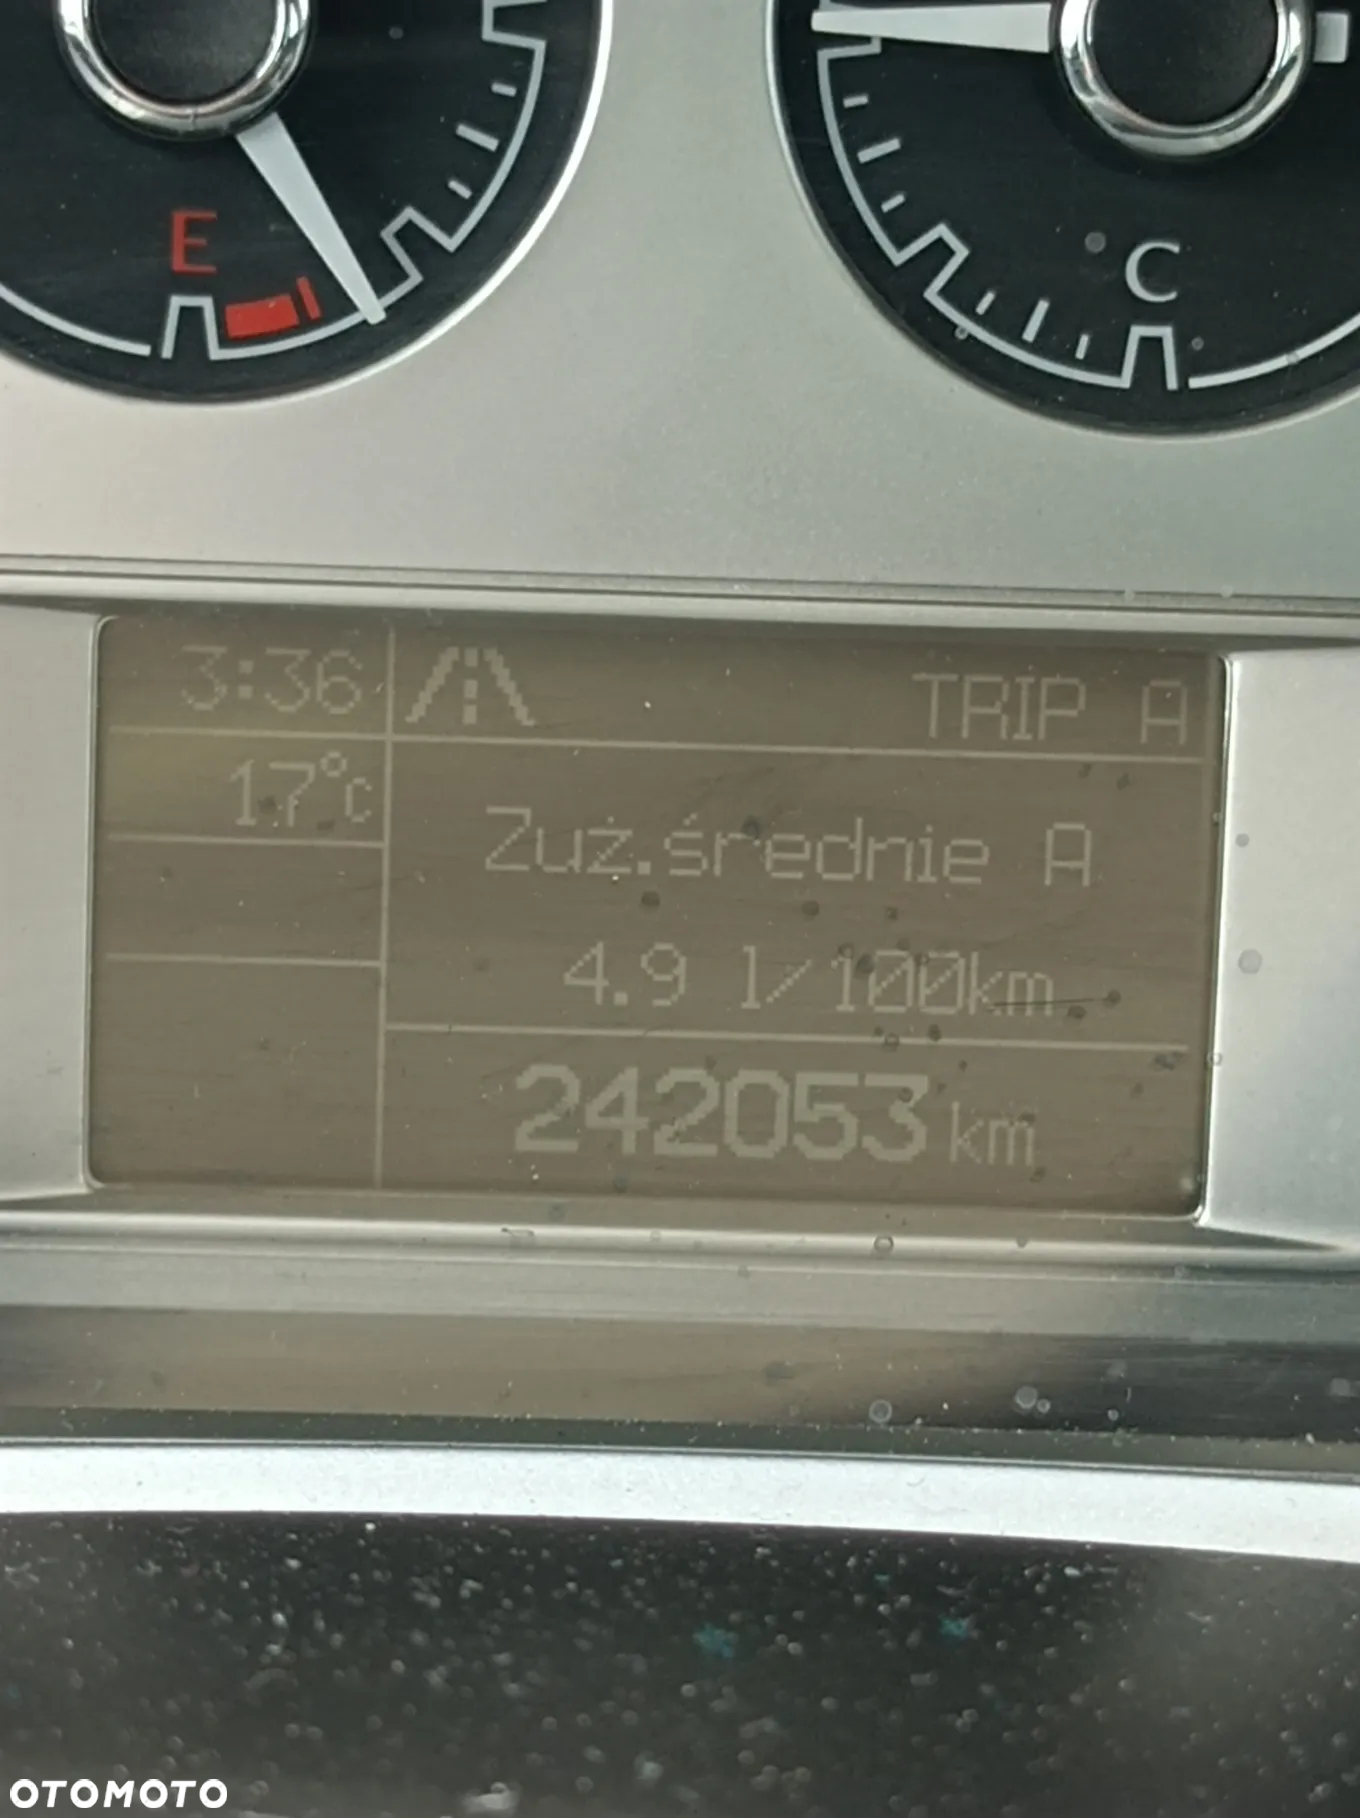 E
C
3:36
TRIP A
17°c
Zuż.średnie A
4.9 l/100km
242053 km
OTOMOTO